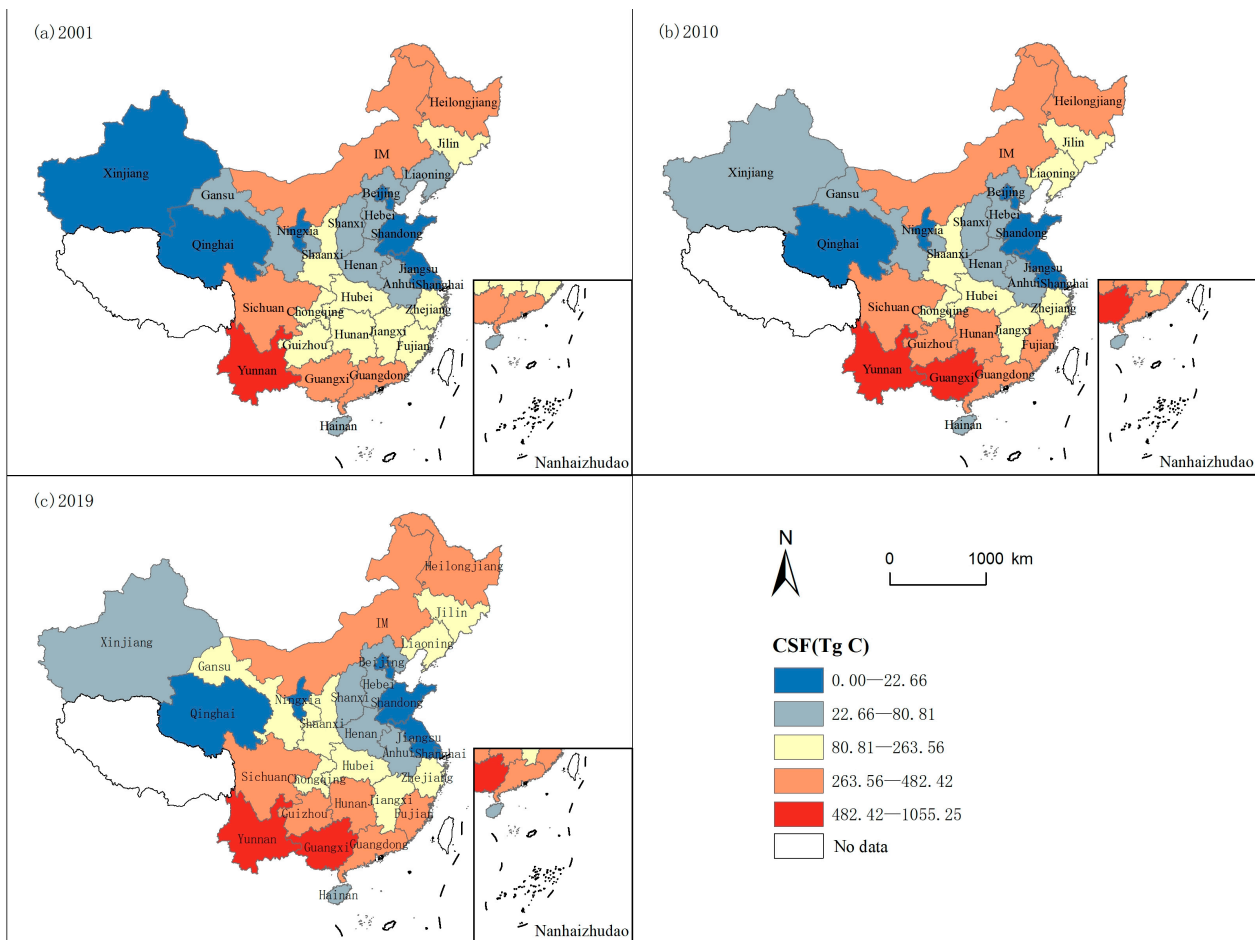 (a)2001
Heilongjiang
Jilin
IM
Liaoning
Xinjiang
Gansu
Beijing
Hebei
Shanxi
Shandong
Ningxia
Qinghai
Shaanxi
Henan
Jiangsu
Anhui
Shanghai
Hubei
Sichuan
Chongqing
Zhejiang
Hunan
Jiangxi
Guizhou
Fujian
Yunnan
Guangxi
Guangdong
Hainan
Nanhaizhudao
(b)2010
Heilongjiang
Jilin
IM
Liaoning
Xinjiang
Gansu
Beijing
Hebei
Shanxi
Shandong
Ningxia
Qinghai
Shaanxi
Henan
Jiangsu
Anhui
Shanghai
Hubei
Sichuan
Chongqing
Zhejiang
Hunan
Jiangxi
Guizhou
Fujian
Yunnan
Guangxi
Guangdong
Hainan
Nanhaizhudao
(c)2019
Heilongjiang
Jilin
IM
Liaoning
Xinjiang
Gansu
Beijing
Hebei
Shanxi
Shandong
Ningxia
Qinghai
Shaanxi
Henan
Jiangsu
Anhui
Shanghai
Hubei
Sichuan
Chongqing
Zhejiang
Hunan
Jiangxi
Guizhou
Fujian
Yunnan
Guangxi
Guangdong
Hainan
Nanhaizhudao
N
0 1000 km
CSF(Tg C)
0.00—22.66
22.66—80.81
80.81—263.56
263.56—482.42
482.42—1055.25
No data